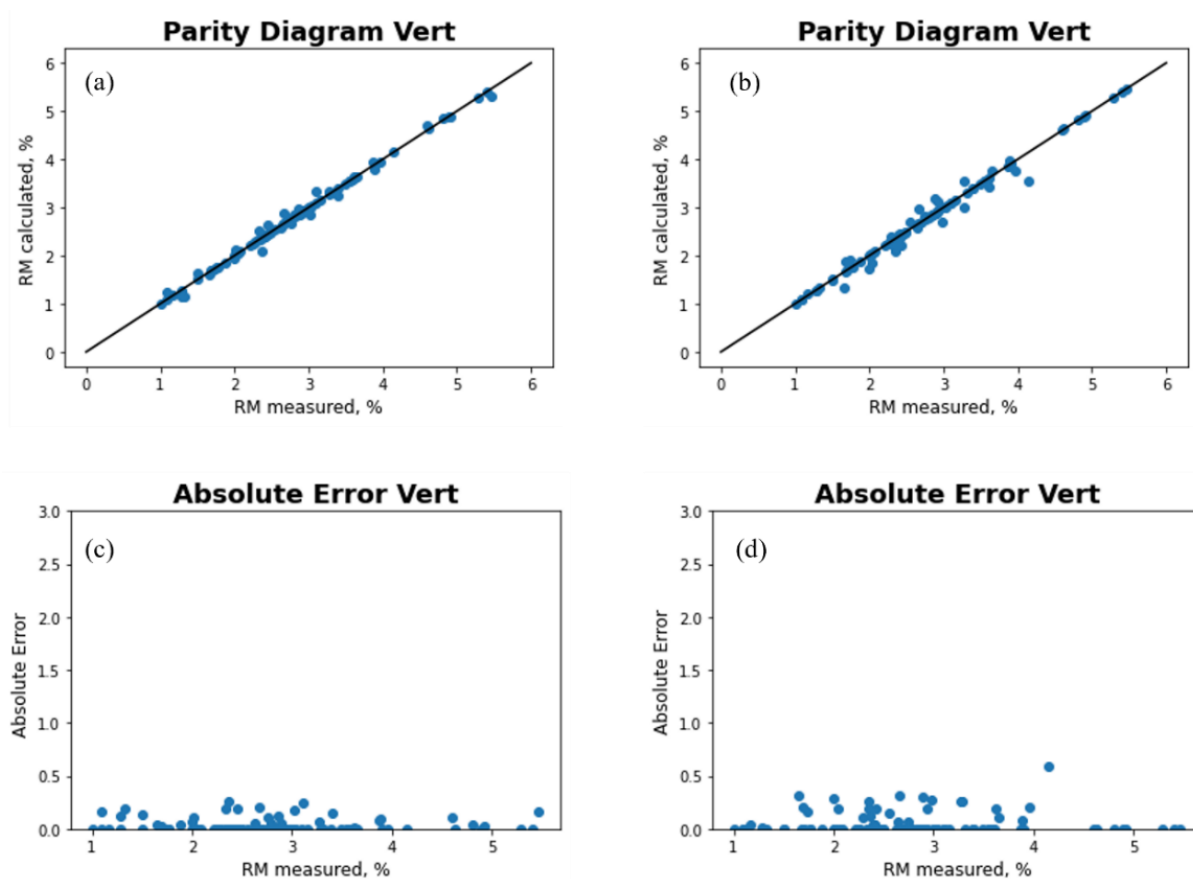 Parity Diagram Vert
(a)
RM calculated, %
6
5
4
3
2
1
0
0 1 2 3 4 5 6
RM measured, %
Parity Diagram Vert
(b)
RM calculated, %
6
5
4
3
2
1
0
0 1 2 3 4 5 6
RM measured, %
Absolute Error Vert
(c)
Absolute Error
3.0
2.5
2.0
1.5
1.0
0.5
0.0
1 2 3 4 5
RM measured, %
Absolute Error Vert
(d)
Absolute Error
3.0
2.5
2.0
1.5
1.0
0.5
0.0
1 2 3 4 5
RM measured, %